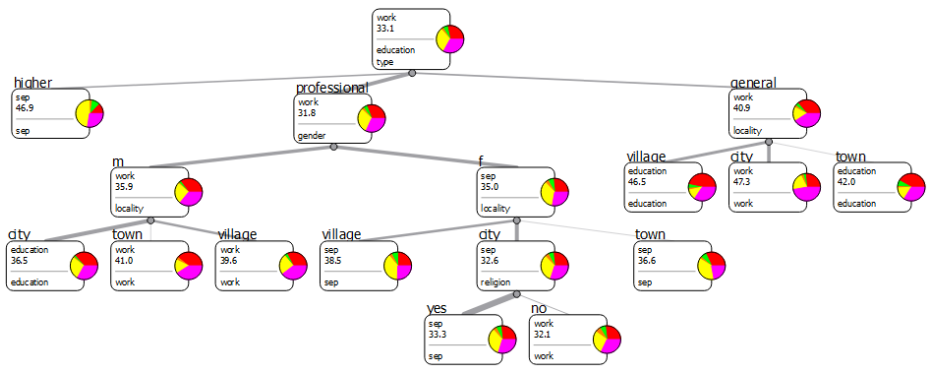 work
33.1
education
type
higher
professional
general
sep
46.9
sep
work
31.8
gender
work
40.9
locality
m
f
village
city
town
work
35.9
locality
sep
35.0
locality
education
46.5
education
work
47.3
work
education
42.0
education
city
town
village
village
city
town
education
36.5
education
work
41.0
work
work
39.6
work
sep
38.5
sep
sep
32.6
religion
sep
36.6
sep
yes
no
sep
33.3
sep
work
32.1
work